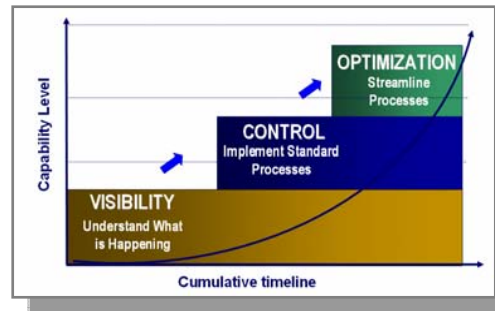 OPTIMIZATION
Streamline
Processes
CONTROL
Implement Standard
Processes
VISIBILITY
Understand What
is Happening
Capability Level
Cumulative timeline